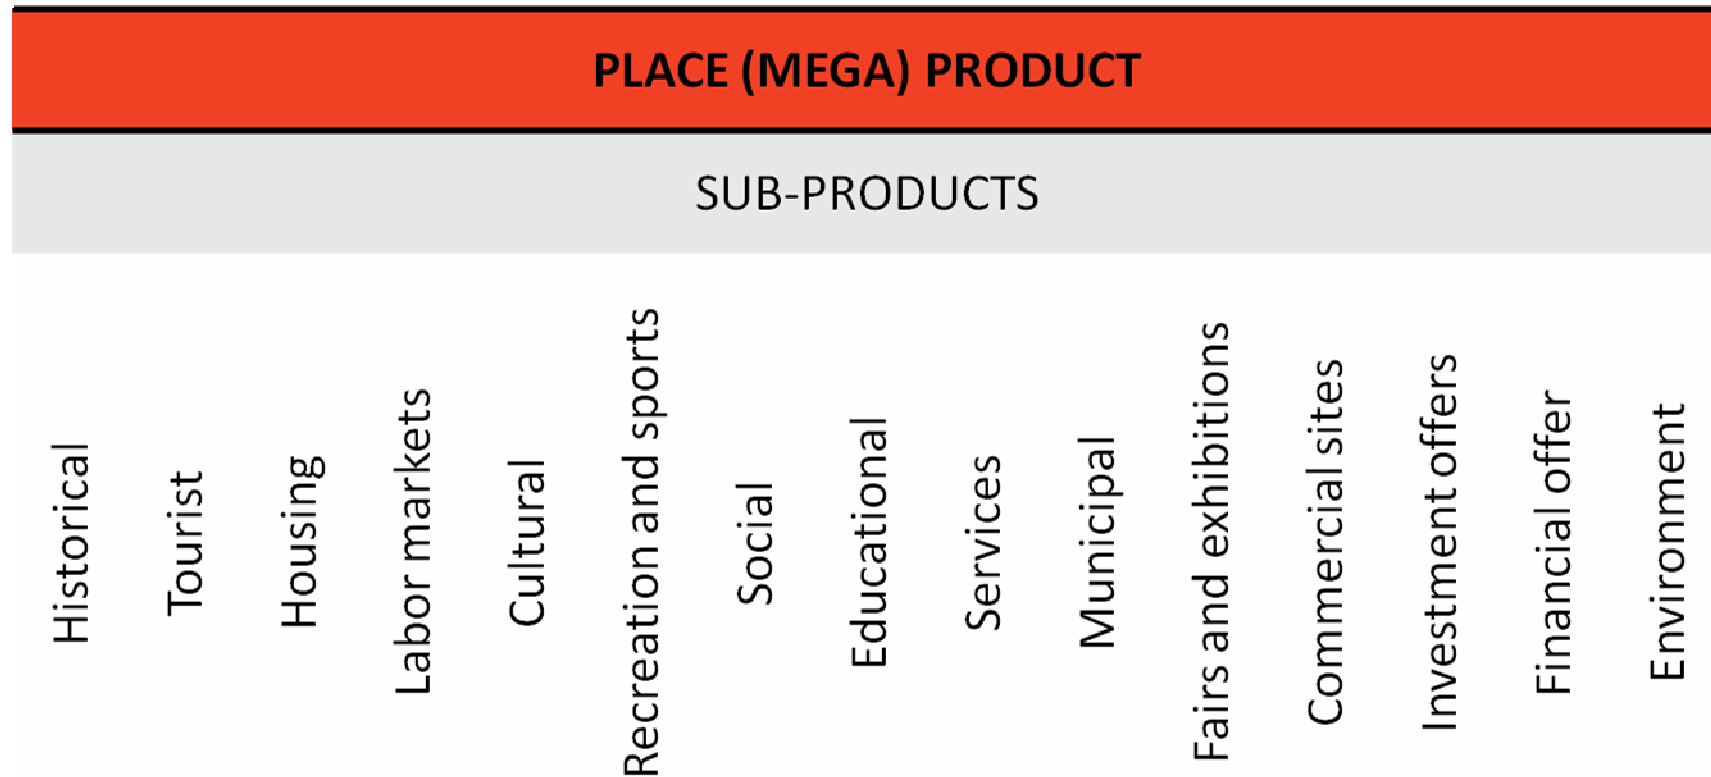 PLACE (MEGA) PRODUCT
SUB-PRODUCTS
Historical
Tourist
Housing
Labor markets
Cultural
Recreation and sports
Social
Educational
Services
Municipal
Fairs and exhibitions
Commercial sites
Investment offers
Financial offer
Environment